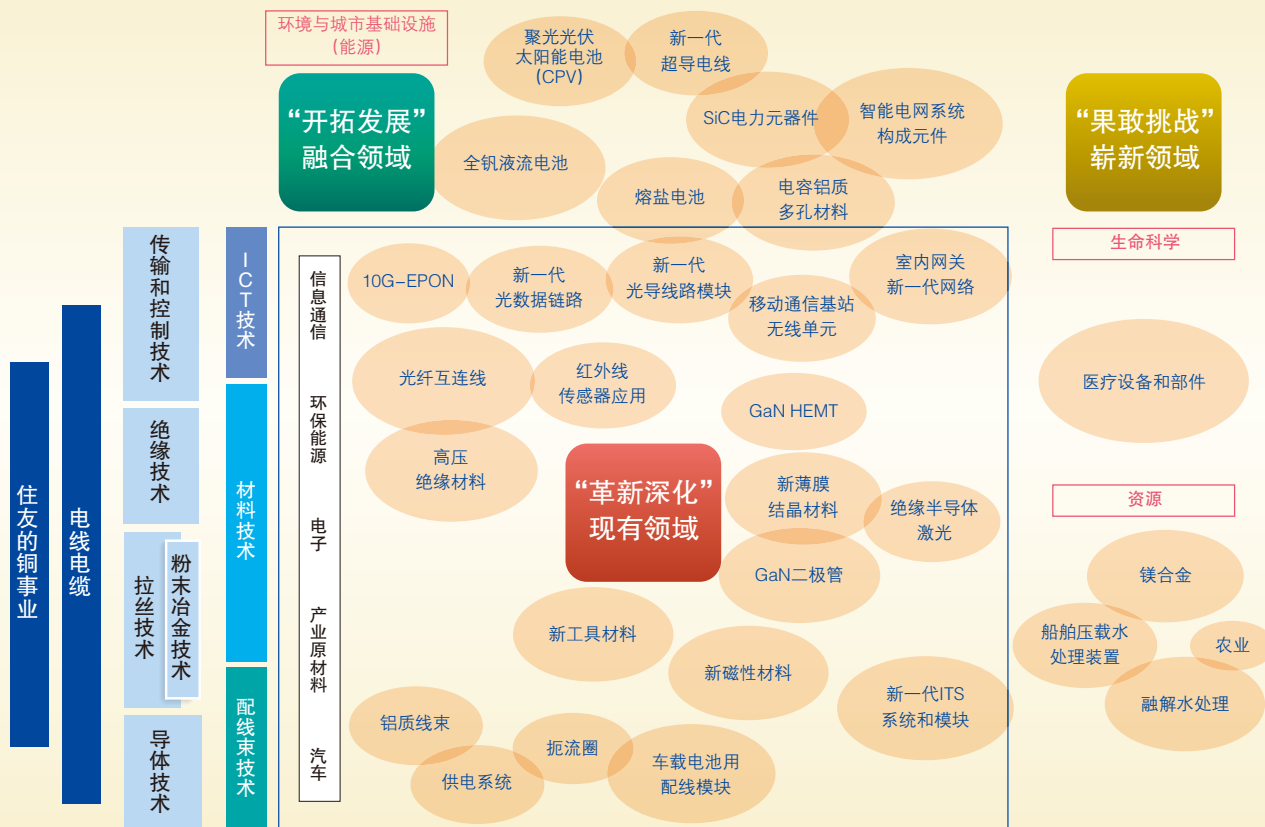 环境与城市基础设施
(能源)
“开拓发展”
融合领域
聚光光伏
太阳能电池
(CPV)
新一代
超导电线
SiC电力元器件
智能电网系统
构成元件
全钒液流电池
熔盐电池
电容铝质
多孔材料
“果敢挑战”
崭新领域
住友的铜事业
电线电缆
传输和控制技术
绝缘技术
拉丝技术
粉末冶金技术
导体技术
ICT技术
材料技术
配线束技术
信息通信
环保能源
电子
产业原材料
汽车
10G-EPON
新一代
光数据链路
新一代
光导线路模块
移动通信基站
无线单元
室内网关
新一代网络
光纤互连线
红外线
传感器应用
GaN HEMT
高压
绝缘材料
“革新深化”
现有领域
新薄膜
结晶材料
绝缘半导体
激光
GaN二极管
新工具材料
新磁性材料
新一代ITS
系统和模块
铝质线束
扼流圈
供电系统
车载电池用
配线模块
生命科学
医疗设备和部件
资源
镁合金
船舶压载水
处理装置
农业
融解水处理